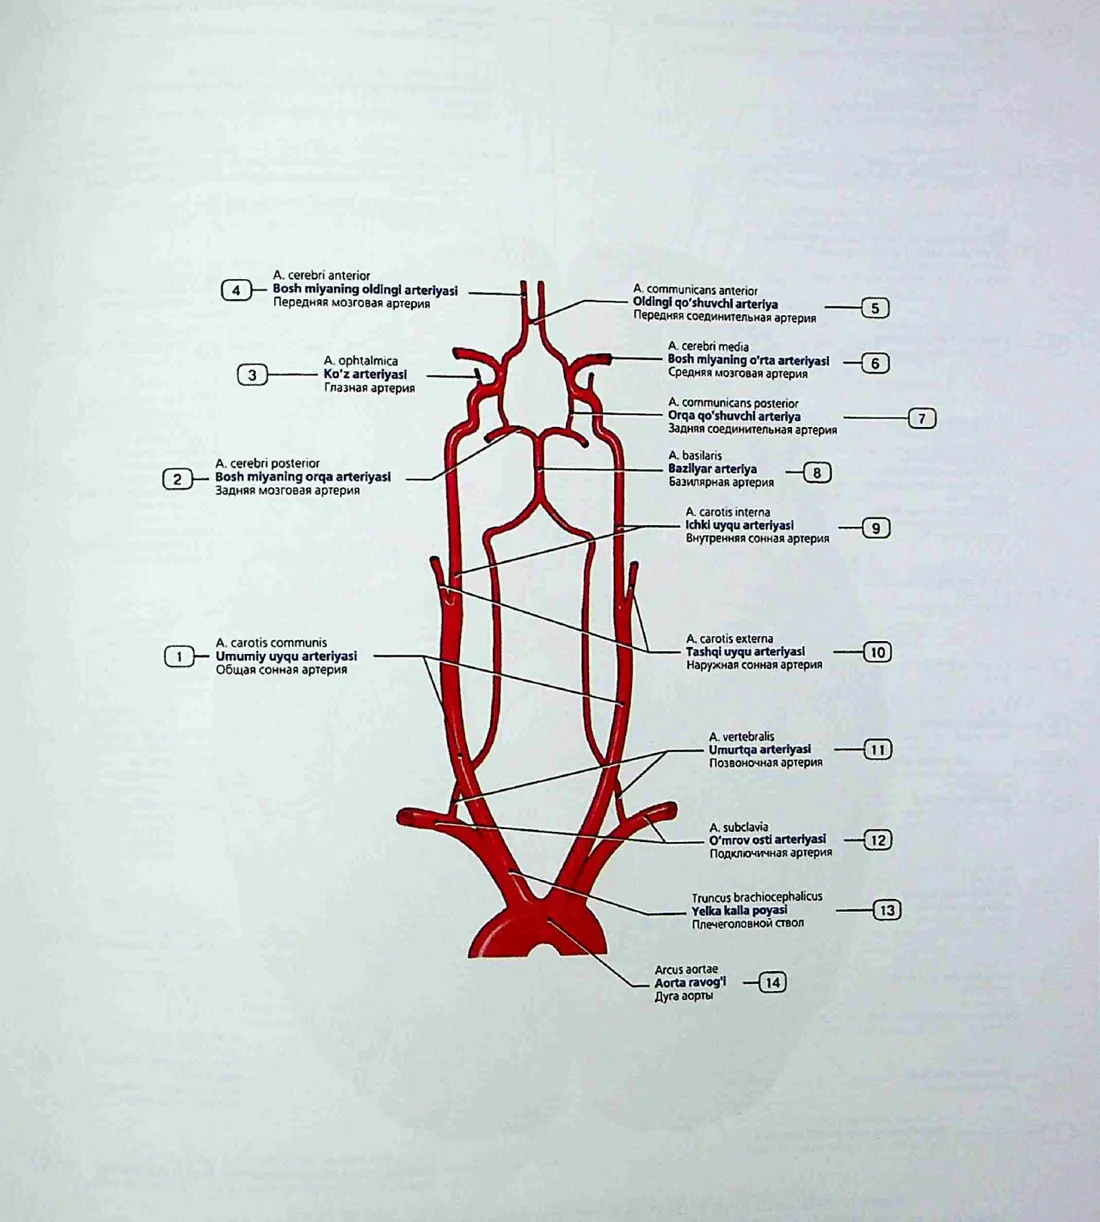 A. cerebri anterior
4 Bosh miyaning oldingi arteriyasi
Передняя мозговая артерия
A. communicans anterior
Oldingi qo'shuvchi arteriya 5
Передняя соединительная артерия
A. cerebri media
Bosh miyaning o'rta arteriyasi 6
Средняя мозговая артерия
A. ophtalmica
3 Ko'z arteriyasi
Глазная артерия
A. communicans posterior
Orqa qo'shuvchi arteriya 7
Задняя соединительная артерия
A. cerebri posterior
2 Bosh miyaning orqa arteriyasi
Задняя мозговая артерия
A. basilaris
Bazilyar arteriya 8
Базилярная артерия
A. carotis interna
Ichki uyqu arteriyasi 9
Внутренняя сонная артерия
A. carotis communis
1 Umumiy uyqu arteriyasi
Общая сонная артерия
A. carotis externa
Tashqi uyqu arteriyasi 10
Наружная сонная артерия
A. vertebralis
Umurtqa arteriyasi 11
Позвоночная артерия
A. subclavia
O'mrov osti arteriyasi 12
Подключичная артерия
Truncus brachiocephalicus
Yelka kalla poyasi 13
Плечеголовной ствол
Arcus aortae
Aorta ravog'i 14
Дуга аорты